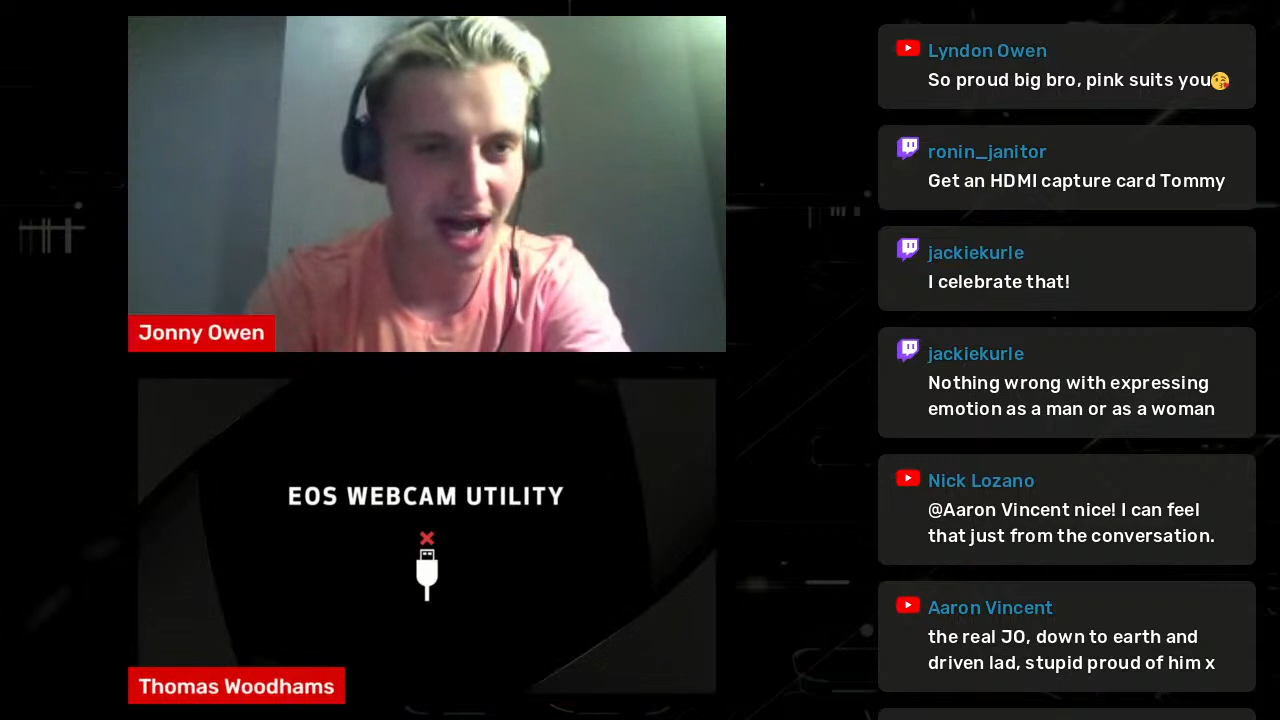 Jonny Owen
EOS WEBCAM UTILITY
Thomas Woodhams
Lyndon Owen
So proud big bro, pink suits you😘
ronin_janitor
Get an HDMI capture card Tommy
jackiekurle
I celebrate that!
jackiekurle
Nothing wrong with expressing
emotion as a man or as a woman
Nick Lozano
@Aaron Vincent nice! I can feel
that just from the conversation.
Aaron Vincent
the real JO, down to earth and
driven lad, stupid proud of him x